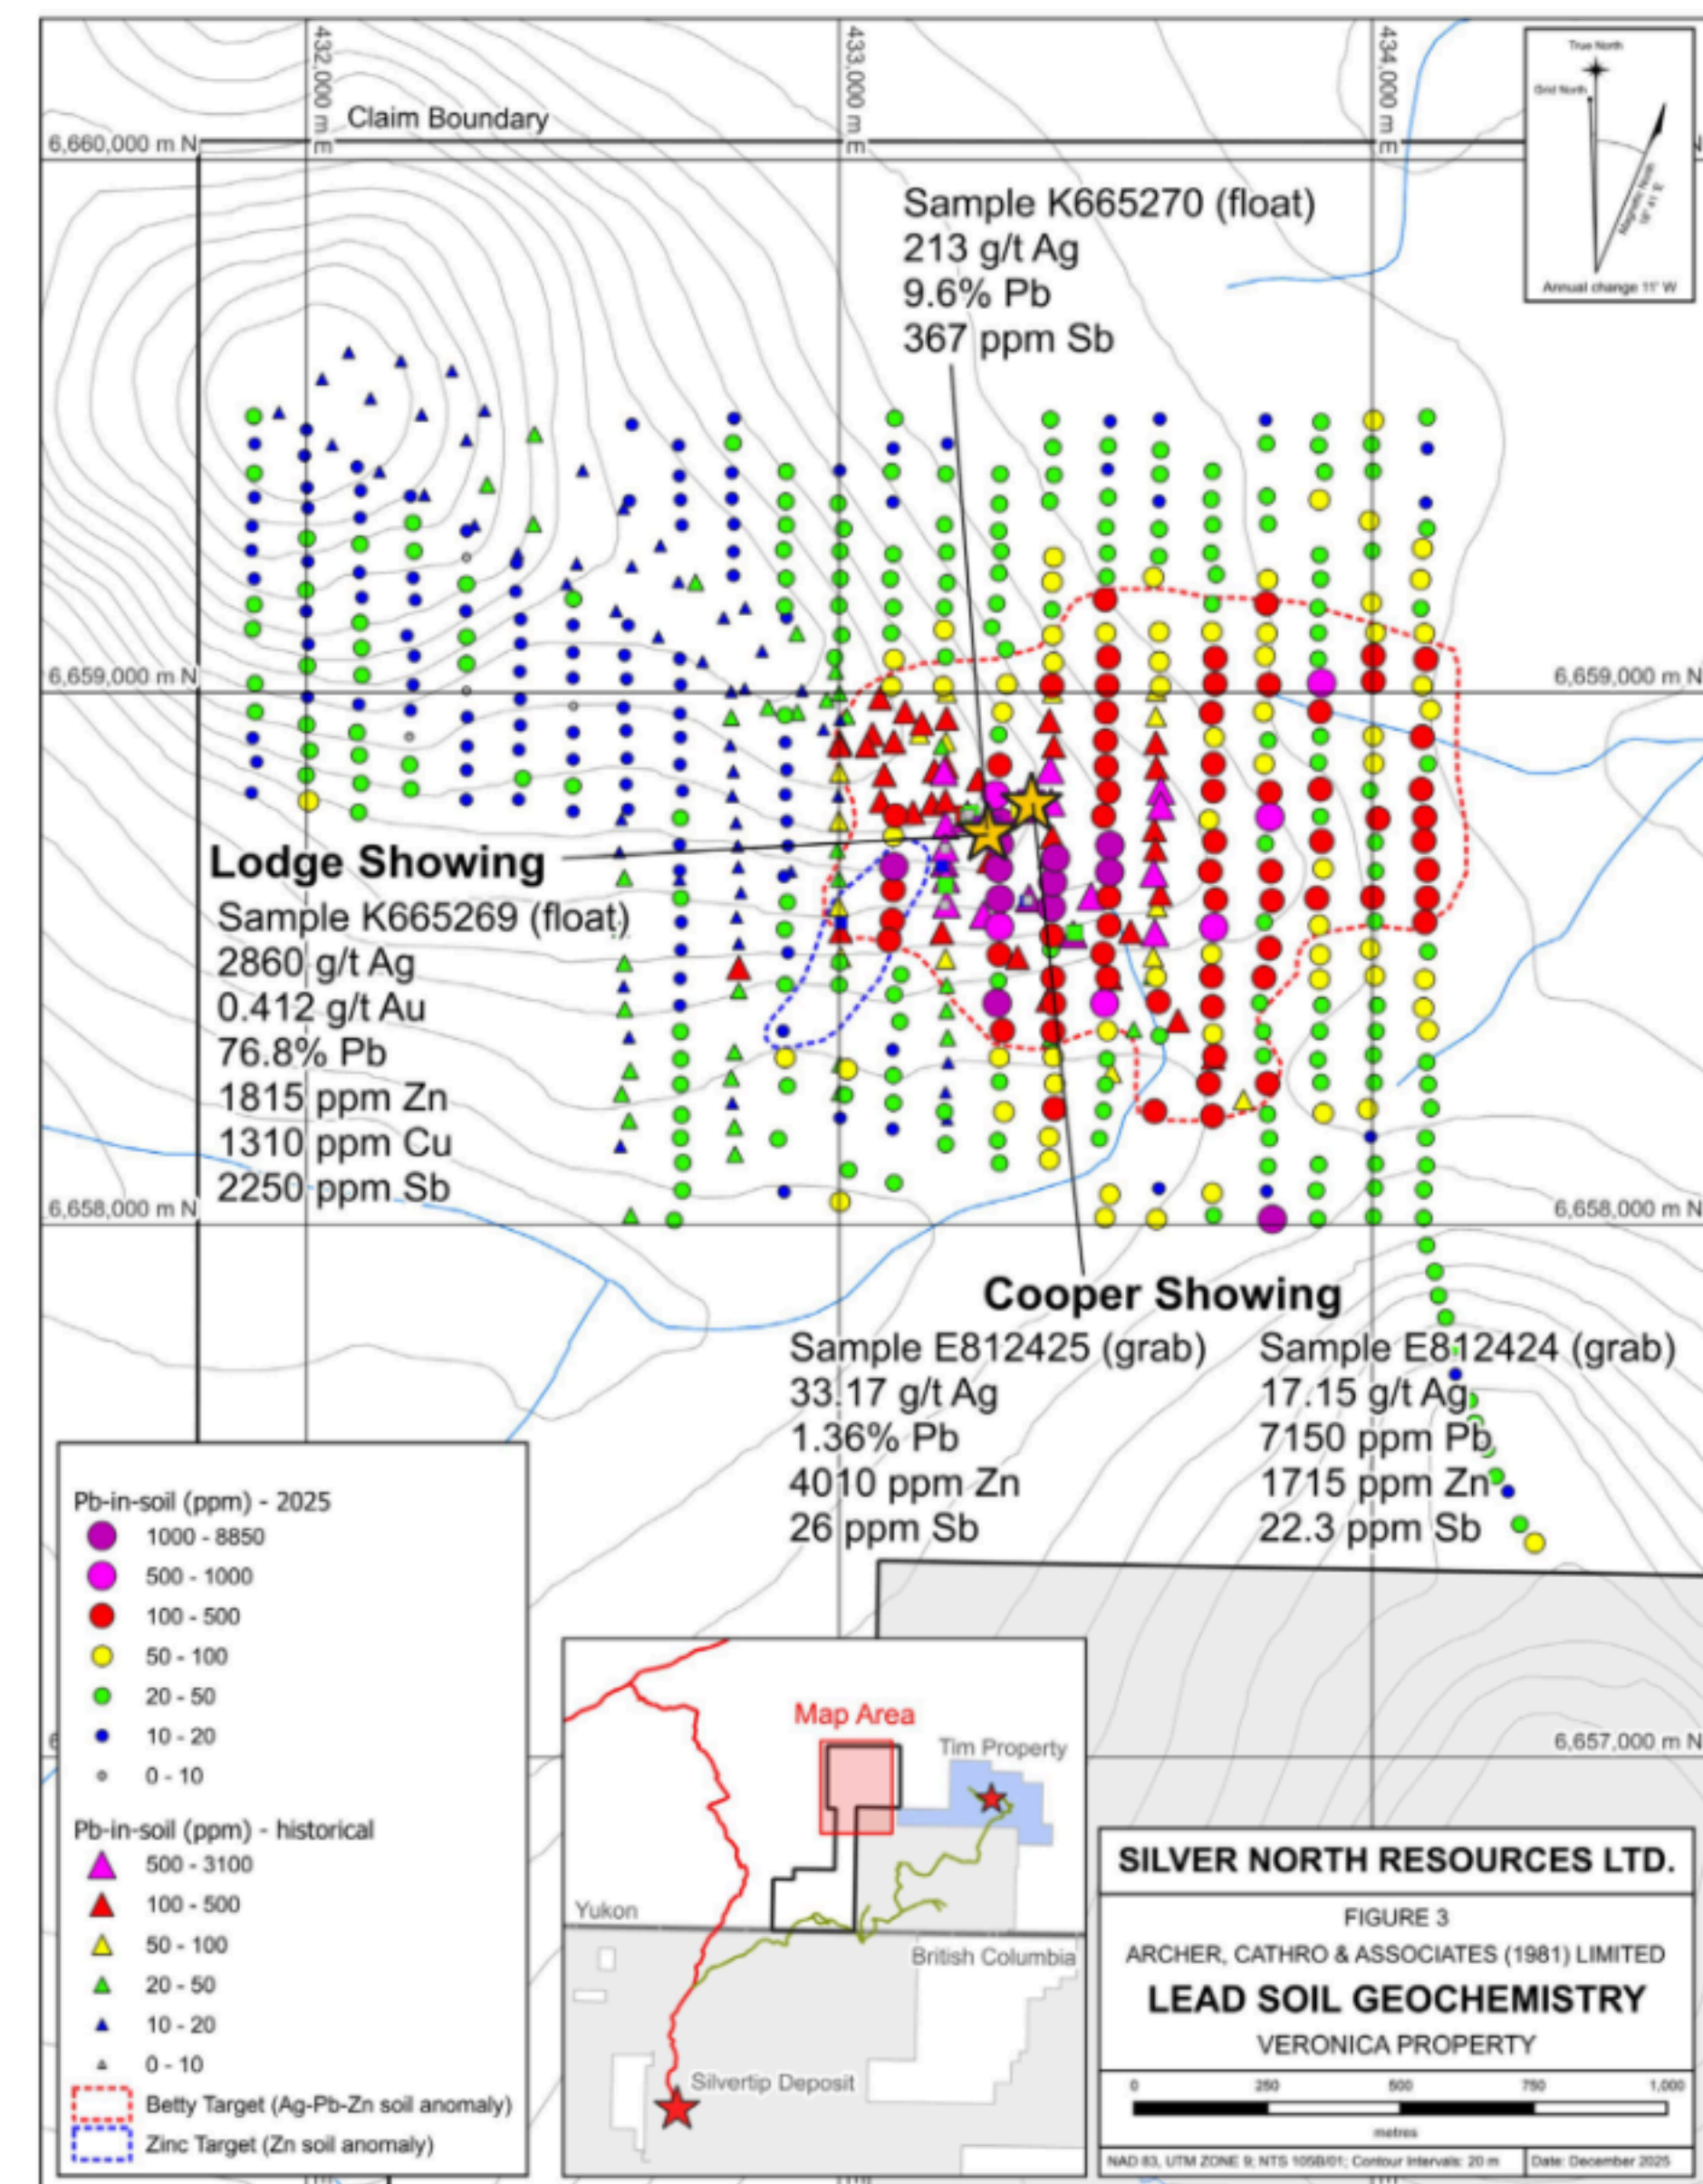 432,000 m E
433,000 m E
434,000 m E
True North
Grid North
Magnetic North
Annual change 11' W
Claim Boundary
6,660,000 m N
N
Sample K665270 (float)
213 g/t Ag
9.6% Pb
367 ppm Sb
6,659,000 m N
6,659,000 m N
Lodge Showing
Sample K665269 (float)
2860 g/t Ag
0.412 g/t Au
76.8% Pb
1815 ppm Zn
1310 ppm Cu
2250 ppm Sb
6,658,000 m N
6,658,000 m N
Cooper Showing
Sample E812425 (grab)
33.17 g/t Ag
1.36% Pb
4010 ppm Zn
26 ppm Sb
Sample E812424 (grab)
17.15 g/t Ag
7150 ppm Pb
1715 ppm Zn
22.3 ppm Sb
6,657,000 m N
Pb-in-soil (ppm) - 2025
1000 - 8850
500 - 1000
100 - 500
50 - 100
20 - 50
10 - 20
0 - 10
Pb-in-soil (ppm) - historical
500 - 3100
100 - 500
50 - 100
20 - 50
10 - 20
0 - 10
Betty Target (Ag-Pb-Zn soil anomaly)
Zinc Target (Zn soil anomaly)
Map Area
Tim Property
Yukon
British Columbia
Silvertip Deposit
SILVER NORTH RESOURCES LTD.
FIGURE 3
ARCHER, CATHRO & ASSOCIATES (1981) LIMITED
LEAD SOIL GEOCHEMISTRY
VERONICA PROPERTY
0 250 500 750 1,000
metres
NAD 83, UTM ZONE 9; NTS 105B/01; Contour Intervals: 20 m
Date: December 2025